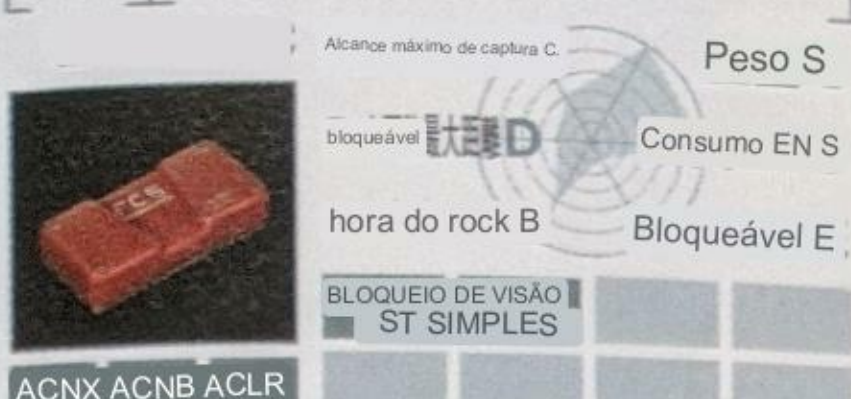 Alcance máximo de captura C.
Peso S
bloqueável D
Consumo EN S
hora do rock B
Bloqueável E
FCS
BLOQUEIO DE VISÃO
ST SIMPLES
ACNX ACNB ACLR